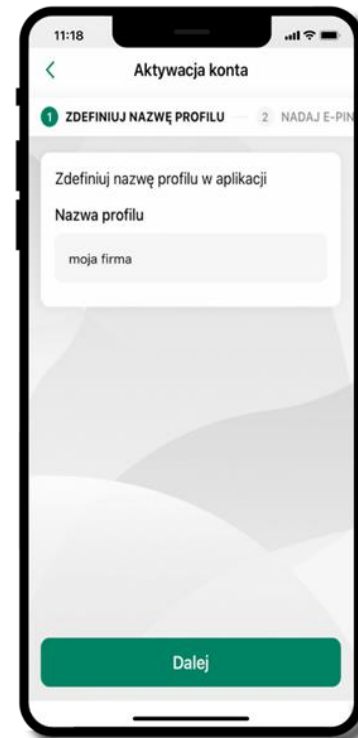 11:18
Aktywacja konta
1 ZDEFINIUJ NAZWĘ PROFILU 2 NADAJ E-PIN
Zdefiniuj nazwę profilu w aplikacji
Nazwa profilu
moja firma
Dalej